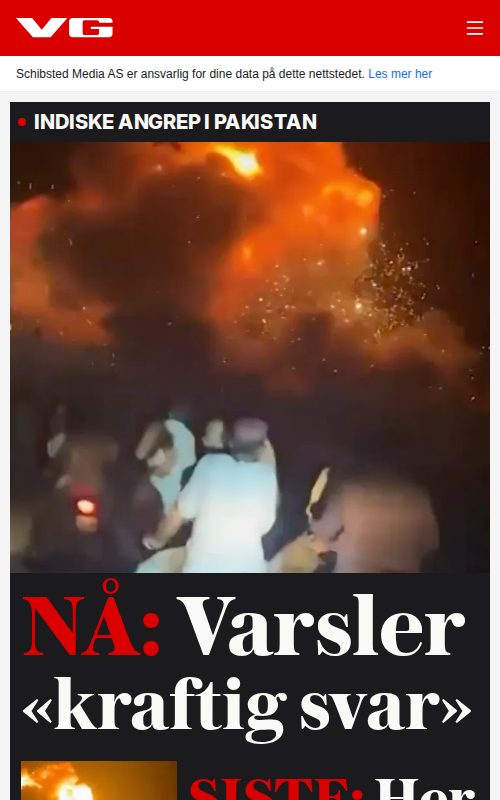 VG
Schibsted Media AS er ansvarlig for dine data på dette nettstedet. Les mer her
INDISKE ANGREP I PAKISTAN
NÅ: Varsler
«kraftig svar»
SISTE: Her